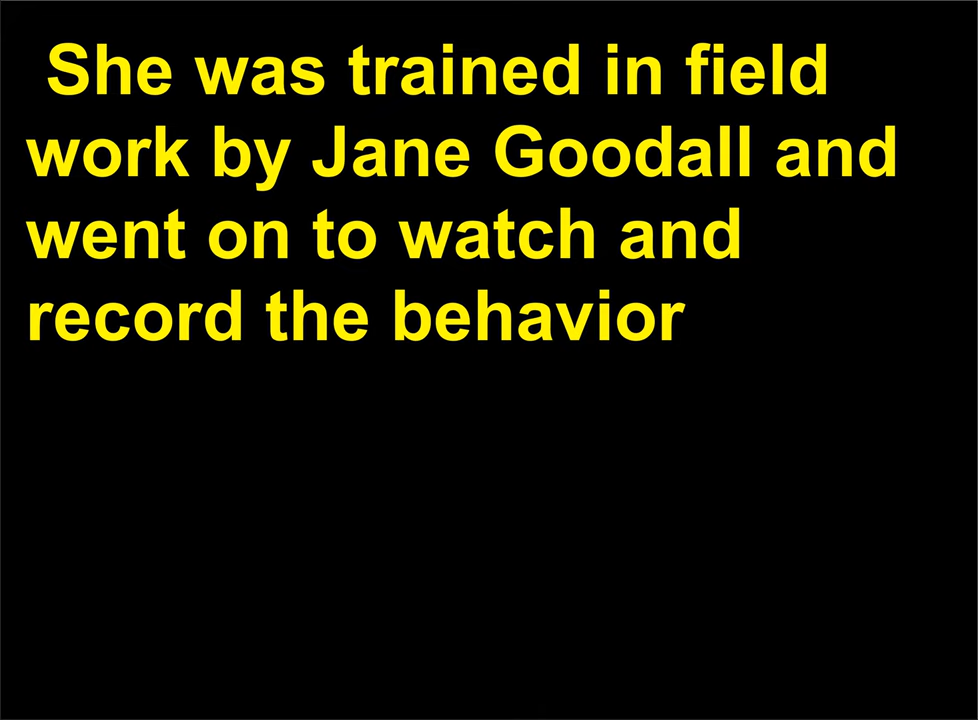 She was trained in field
work by Jane Goodall and
went on to watch and
record the behavior